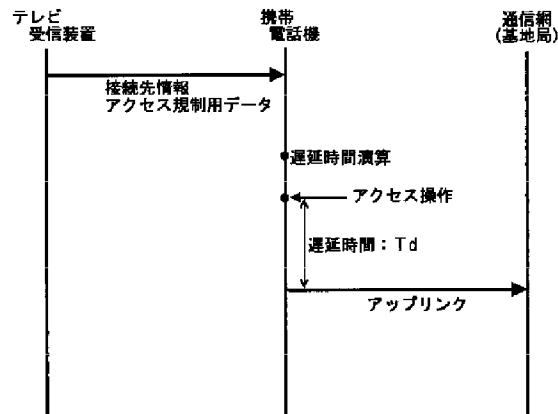 テレビ
受信装置
携帯
電話機
通信網
(基地局)
接続先情報
アクセス規制用データ
遅延時間演算
アクセス操作
遅延時間:Td
アップリンク